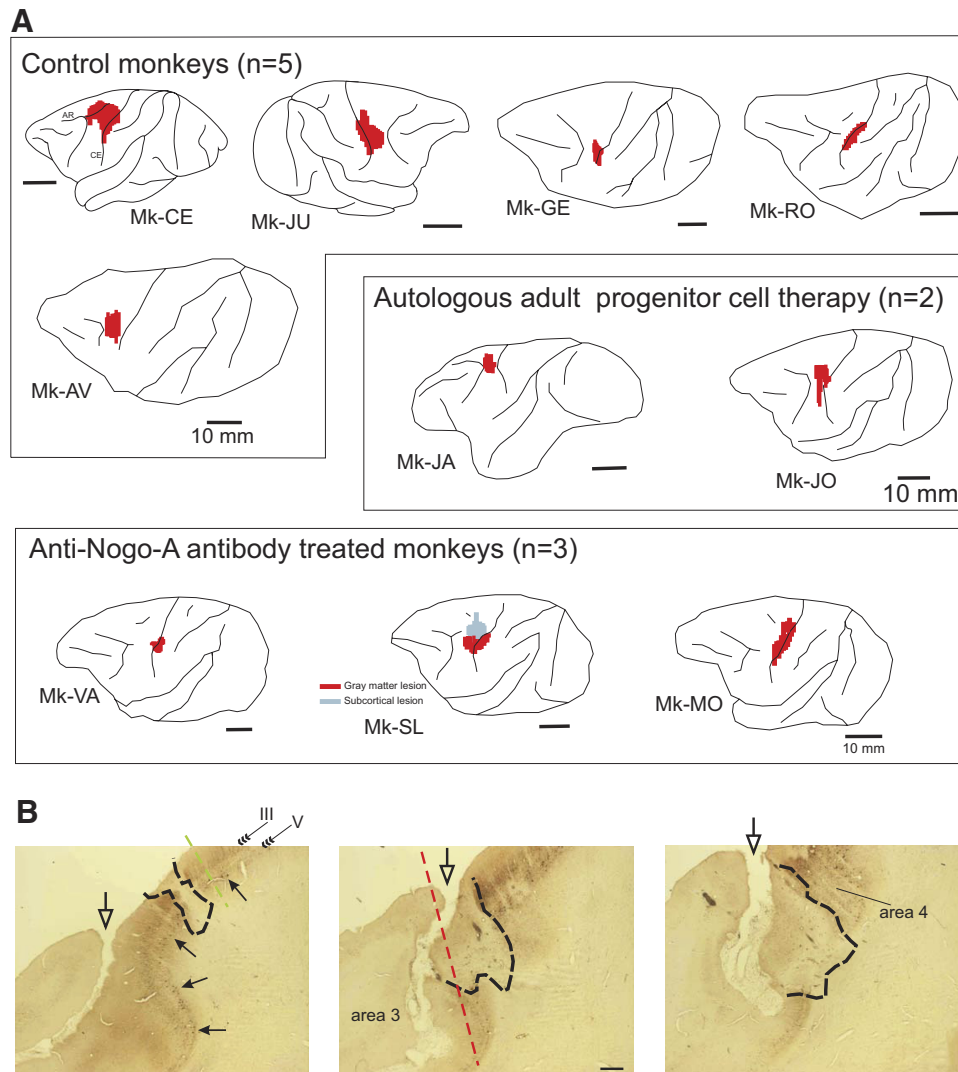 A
Control monkeys (n=5)
AR
CE
Mk-CE
Mk-JU
Mk-GE
Mk-RO
Mk-AV
10 mm
Autologous adult progenitor cell therapy (n=2)
Mk-JA
Mk-JO
10 mm
Anti-Nogo-A antibody treated monkeys (n=3)
Mk-VA
Gray matter lesion
Subcortical lesion
Mk-SL
Mk-MO
10 mm
B
III
V
area 3
area 4